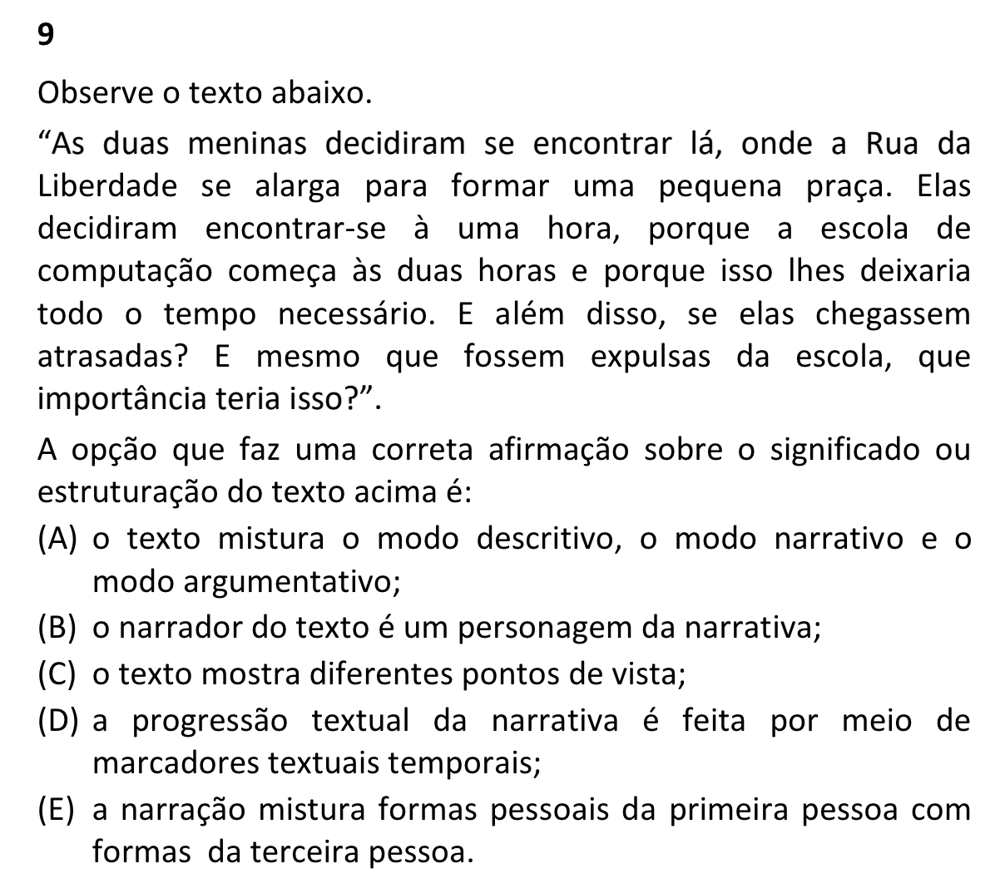 9
Observe o texto abaixo.
“As duas meninas decidiram se encontrar lá, onde a Rua da
Liberdade se alarga para formar uma pequena praça. Elas
decidiram encontrar-se à uma hora, porque a escola de
computação começa às duas horas e porque isso lhes deixaria
todo o tempo necessário. E além disso, se elas chegassem
atrasadas? E mesmo que fossem expulsas da escola, que
importância teria isso?”.
A opção que faz uma correta afirmação sobre o significado ou
estruturação do texto acima é:
(A) o texto mistura o modo descritivo, o modo narrativo e o
modo argumentativo;
(B) o narrador do texto é um personagem da narrativa;
(C) o texto mostra diferentes pontos de vista;
(D) a progressão textual da narrativa é feita por meio de
marcadores textuais temporais;
(E) a narração mistura formas pessoais da primeira pessoa com
formas da terceira pessoa.